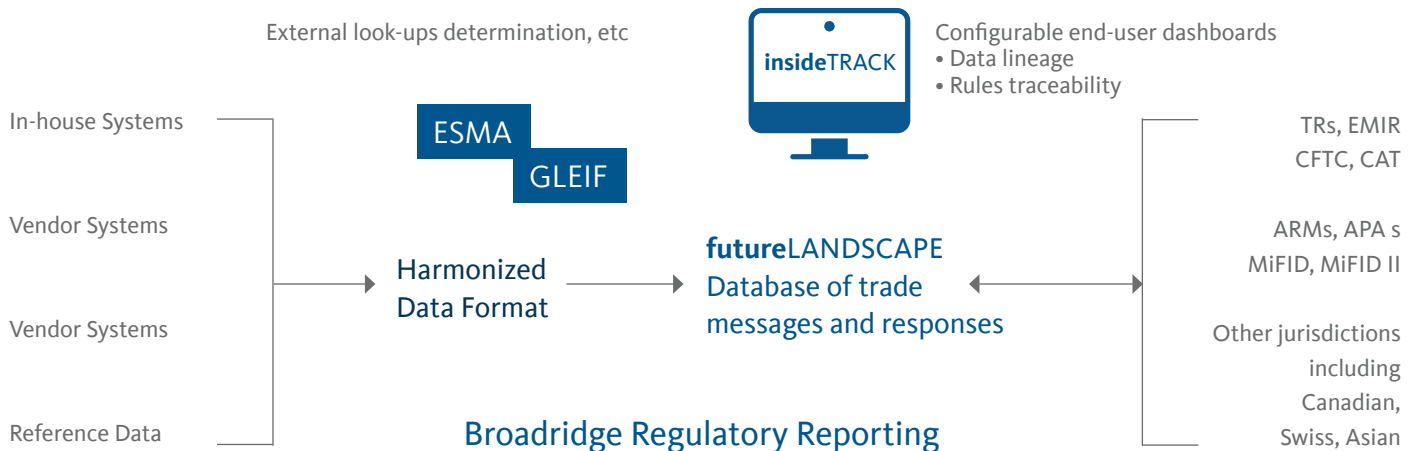 External look-ups determination, etc
insideTRACK
Configurable end-user dashboards
• Data lineage
• Rules traceability
In-house Systems
Vendor Systems
Vendor Systems
Reference Data
ESMA
GLEIF
Harmonized
Data Format
futureLANDSCAPE
Database of trade
messages and responses
TRs, EMIR
CFTC, CAT
ARMs, APA s
MiFID, MiFID II
Other jurisdictions
including
Canadian,
Swiss, Asian
Broadridge Regulatory Reporting